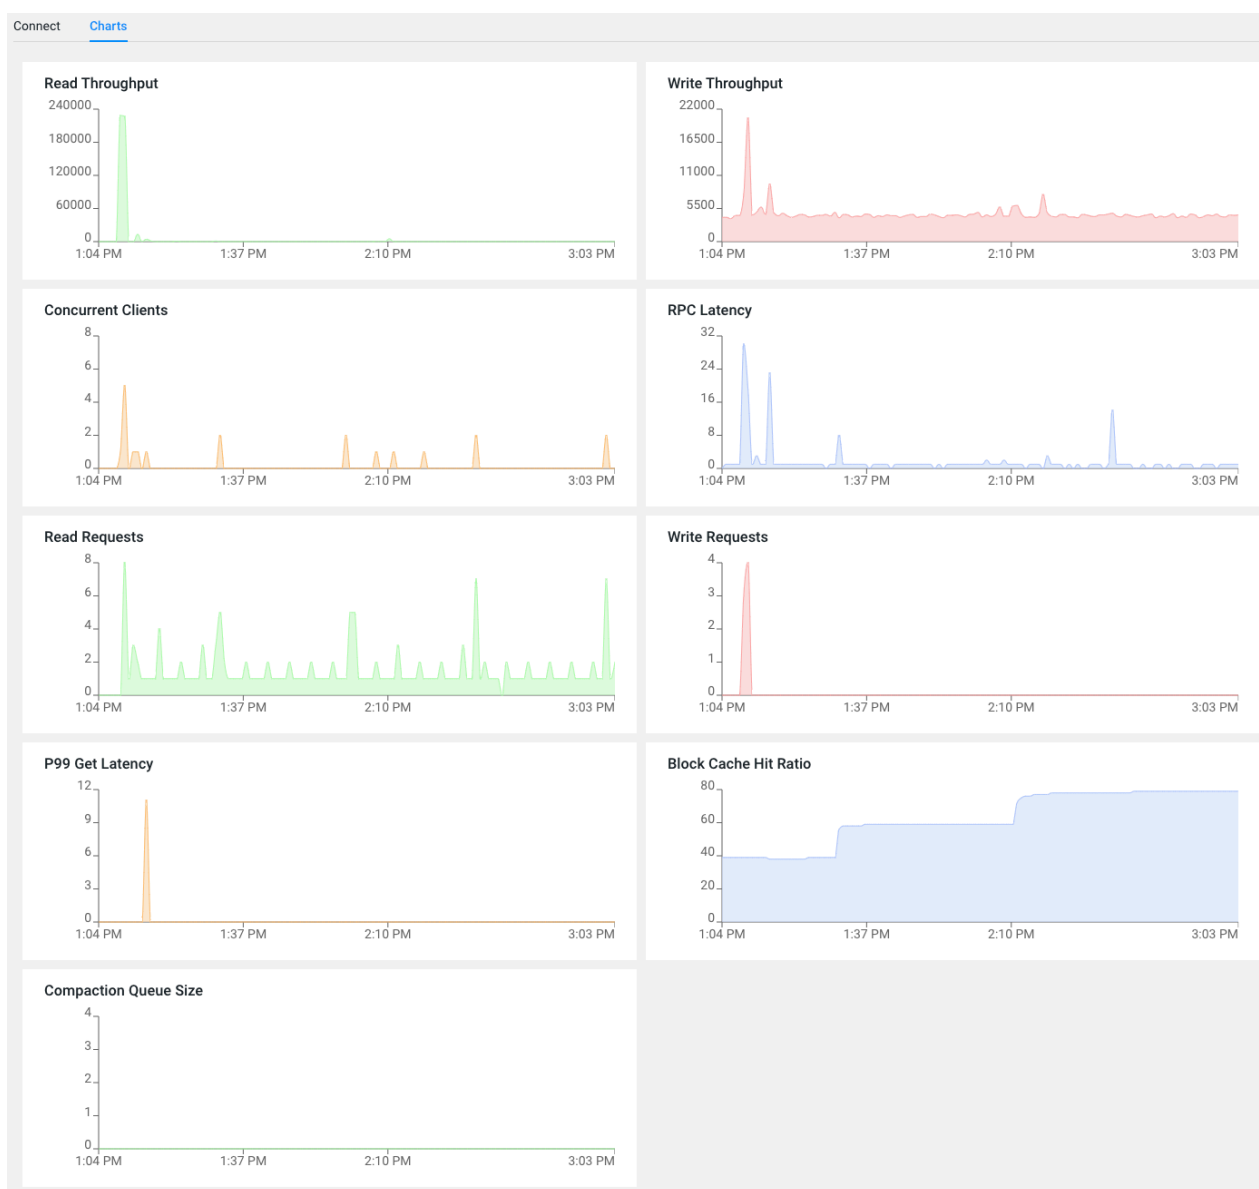 Connect Charts
Read Throughput
240000
180000
120000
60000
0
1:04 PM 1:37 PM 2:10 PM 3:03 PM
Write Throughput
22000
16500
11000
5500
0
1:04 PM 1:37 PM 2:10 PM 3:03 PM
Concurrent Clients
8
6
4
2
0
1:04 PM 1:37 PM 2:10 PM 3:03 PM
RPC Latency
32
24
16
8
0
1:04 PM 1:37 PM 2:10 PM 3:03 PM
Read Requests
8
6
4
2
0
1:04 PM 1:37 PM 2:10 PM 3:03 PM
Write Requests
4
3
2
1
0
1:04 PM 1:37 PM 2:10 PM 3:03 PM
P99 Get Latency
12
9
6
3
0
1:04 PM 1:37 PM 2:10 PM 3:03 PM
Block Cache Hit Ratio
80
60
40
20
0
1:04 PM 1:37 PM 2:10 PM 3:03 PM
Compaction Queue Size
4
3
2
1
0
1:04 PM 1:37 PM 2:10 PM 3:03 PM